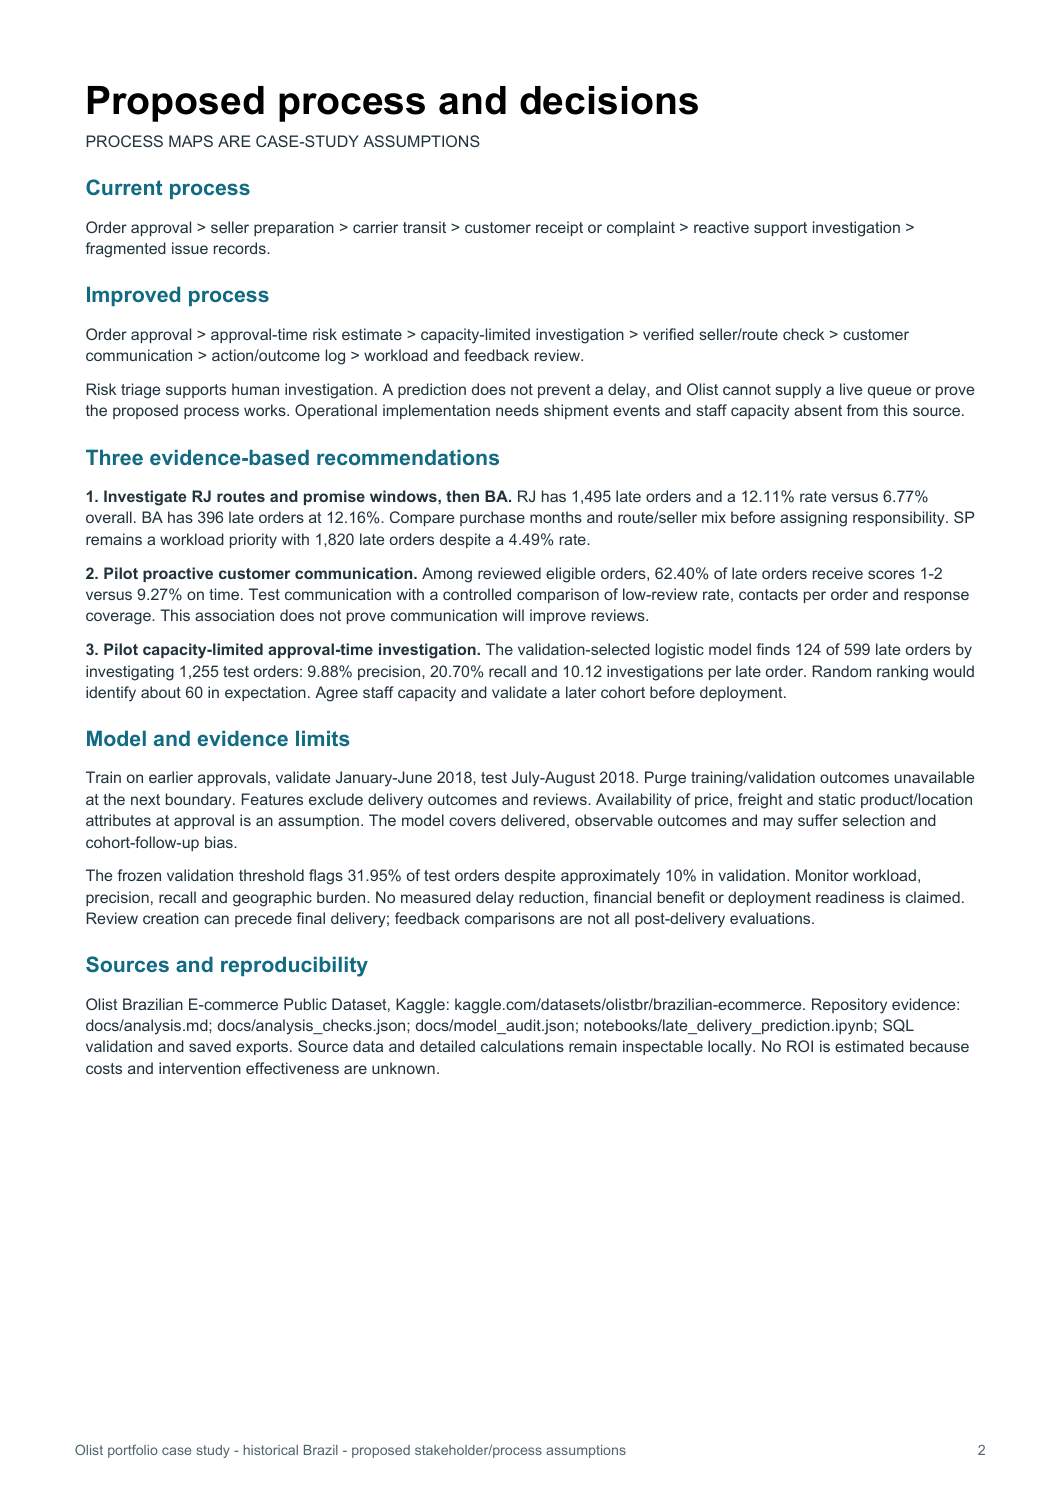 Proposed process and decisions
PROCESS MAPS ARE CASE-STUDY ASSUMPTIONS
Current process
Order approval > seller preparation > carrier transit > customer receipt or complaint > reactive support investigation >
fragmented issue records.
Improved process
Order approval > approval-time risk estimate > capacity-limited investigation > verified seller/route check > customer
communication > action/outcome log > workload and feedback review.
Risk triage supports human investigation. A prediction does not prevent a delay, and Olist cannot supply a live queue or prove
the proposed process works. Operational implementation needs shipment events and staff capacity absent from this source.
Three evidence-based recommendations
1. Investigate RJ routes and promise windows, then BA. RJ has 1,495 late orders and a 12.11% rate versus 6.77%
overall. BA has 396 late orders at 12.16%. Compare purchase months and route/seller mix before assigning responsibility. SP
remains a workload priority with 1,820 late orders despite a 4.49% rate.
2. Pilot proactive customer communication. Among reviewed eligible orders, 62.40% of late orders receive scores 1-2
versus 9.27% on time. Test communication with a controlled comparison of low-review rate, contacts per order and response
coverage. This association does not prove communication will improve reviews.
3. Pilot capacity-limited approval-time investigation. The validation-selected logistic model finds 124 of 599 late orders by
investigating 1,255 test orders: 9.88% precision, 20.70% recall and 10.12 investigations per late order. Random ranking would
identify about 60 in expectation. Agree staff capacity and validate a later cohort before deployment.
Model and evidence limits
Train on earlier approvals, validate January-June 2018, test July-August 2018. Purge training/validation outcomes unavailable
at the next boundary. Features exclude delivery outcomes and reviews. Availability of price, freight and static product/location
attributes at approval is an assumption. The model covers delivered, observable outcomes and may suffer selection and
cohort-follow-up bias.
The frozen validation threshold flags 31.95% of test orders despite approximately 10% in validation. Monitor workload,
precision, recall and geographic burden. No measured delay reduction, financial benefit or deployment readiness is claimed.
Review creation can precede final delivery; feedback comparisons are not all post-delivery evaluations.
Sources and reproducibility
Olist Brazilian E-commerce Public Dataset, Kaggle: kaggle.com/datasets/olistbr/brazilian-ecommerce. Repository evidence:
docs/analysis.md; docs/analysis_checks.json; docs/model_audit.json; notebooks/late_delivery_prediction.ipynb; SQL
validation and saved exports. Source data and detailed calculations remain inspectable locally. No ROI is estimated because
costs and intervention effectiveness are unknown.
Olist portfolio case study - historical Brazil - proposed stakeholder/process assumptions 2